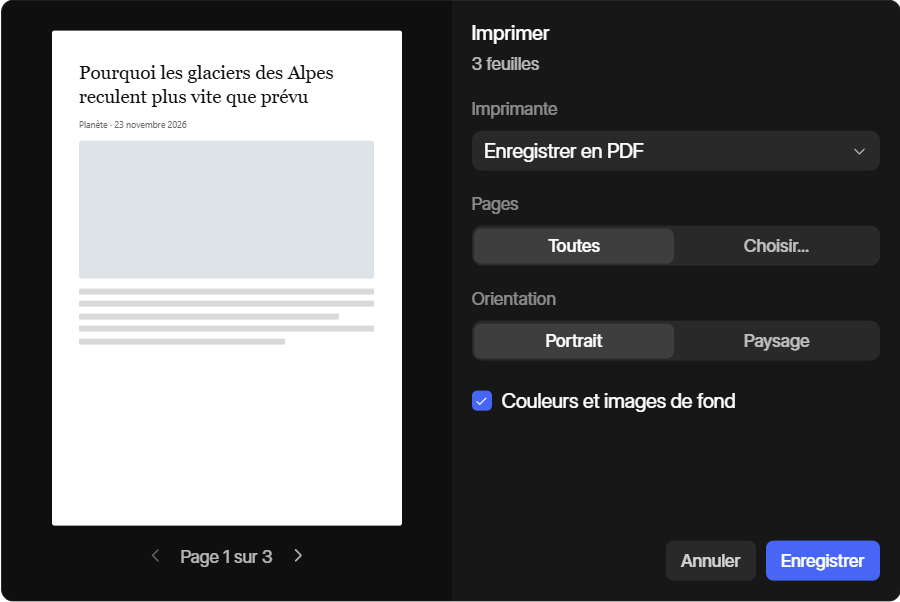 Pourquoi les glaciers des Alpes
reculent plus vite que prévu
Planète · 23 novembre 2026
Page 1 sur 3
Imprimer
3 feuilles
Imprimante
Enregistrer en PDF
Pages
Toutes
Choisir...
Orientation
Portrait
Paysage
Couleurs et images de fond
Annuler
Enregistrer